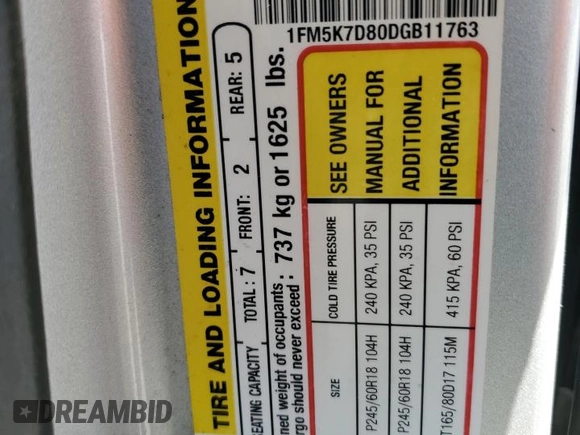 1FM5K7D80DGB11763
TIRE AND LOADING INFORMATION
SEATING CAPACITY TOTAL : 7 FRONT: 2 REAR: 5
weight of occupants : 737 kg or 1625 lbs.
should never exceed :
SIZE COLD TIRE PRESSURE SEE OWNERS
P245/60R18 104H 240 KPA, 35 PSI MANUAL FOR
P245/60R18 104H 240 KPA, 35 PSI ADDITIONAL
T165/80D17 115M 415 KPA, 60 PSI INFORMATION
DREAMBID